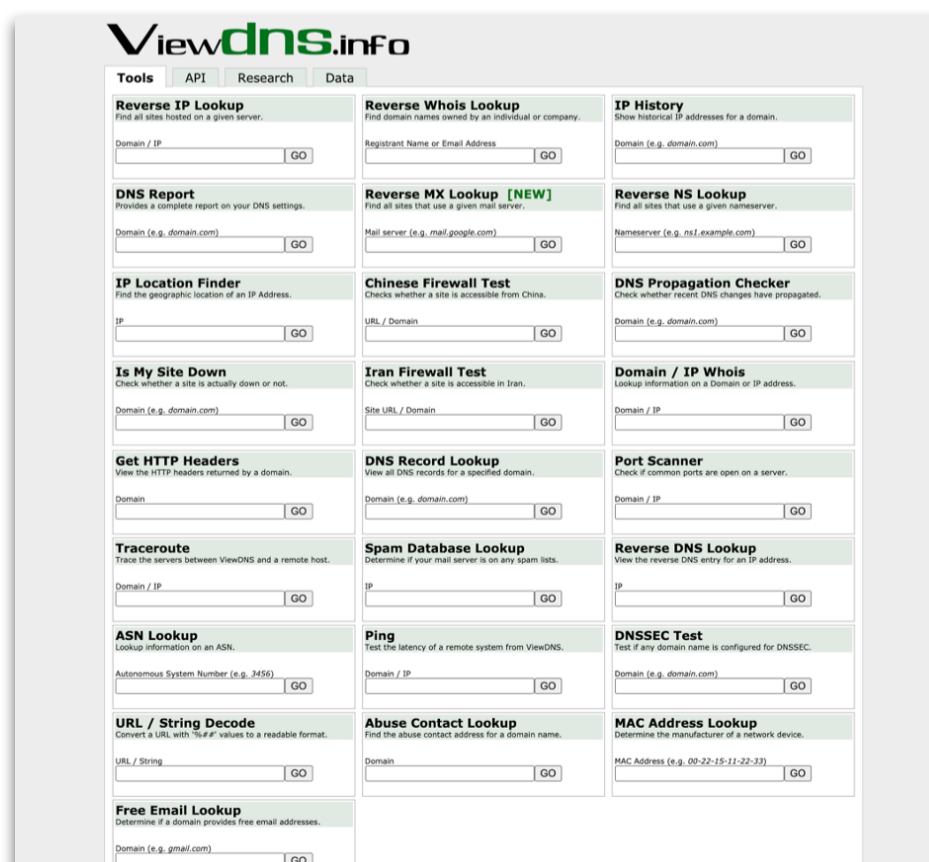 Viewdns.info
Tools API Research Data
Reverse IP Lookup
Find all sites hosted on a given server.
Domain / IP
GO
Reverse Whois Lookup
Find domain names owned by an individual or company.
Registrant Name or Email Address
GO
IP History
Show historical IP addresses for a domain.
Domain (e.g. domain.com)
GO
DNS Report
Provides a complete report on your DNS settings.
Domain (e.g. domain.com)
GO
Reverse MX Lookup [NEW]
Find all sites that use a given mail server.
Mail server (e.g. mail.google.com)
GO
Reverse NS Lookup
Find all sites that use a given nameserver.
Nameserver (e.g. ns1.example.com)
GO
IP Location Finder
Find the geographic location of an IP Address.
IP
GO
Chinese Firewall Test
Checks whether a site is accessible from China.
URL / Domain
GO
DNS Propagation Checker
Check whether recent DNS changes have propagated.
Domain (e.g. domain.com)
GO
Is My Site Down
Check whether a site is actually down or not.
Domain (e.g. domain.com)
GO
Iran Firewall Test
Check whether a site is accessible in Iran.
Site URL / Domain
GO
Domain / IP Whois
Lookup information on a Domain or IP address.
Domain / IP
GO
Get HTTP Headers
View the HTTP headers returned by a domain.
Domain
GO
DNS Record Lookup
View all DNS records for a specified domain.
Domain (e.g. domain.com)
GO
Port Scanner
Check if common ports are open on a server.
Domain / IP
GO
Traceroute
Trace the servers between ViewDNS and a remote host.
Domain / IP
GO
Spam Database Lookup
Determine if your mail server is on any spam lists.
IP
GO
Reverse DNS Lookup
View the reverse DNS entry for an IP address.
IP
GO
ASN Lookup
Lookup information on an ASN.
Autonomous System Number (e.g. 3456)
GO
Ping
Test the latency of a remote system from ViewDNS.
Domain / IP
GO
DNSSEC Test
Test if any domain name is configured for DNSSEC.
Domain (e.g. domain.com)
GO
URL / String Decode
Convert a URL with '%##' values to a readable format.
URL / String
GO
Abuse Contact Lookup
Find the abuse contact address for a domain name.
Domain
GO
MAC Address Lookup
Determine the manufacturer of a network device.
MAC Address (e.g. 00-22-15-11-22-33)
GO
Free Email Lookup
Determine if a domain provides free email addresses.
Domain (e.g. gmail.com)
GO